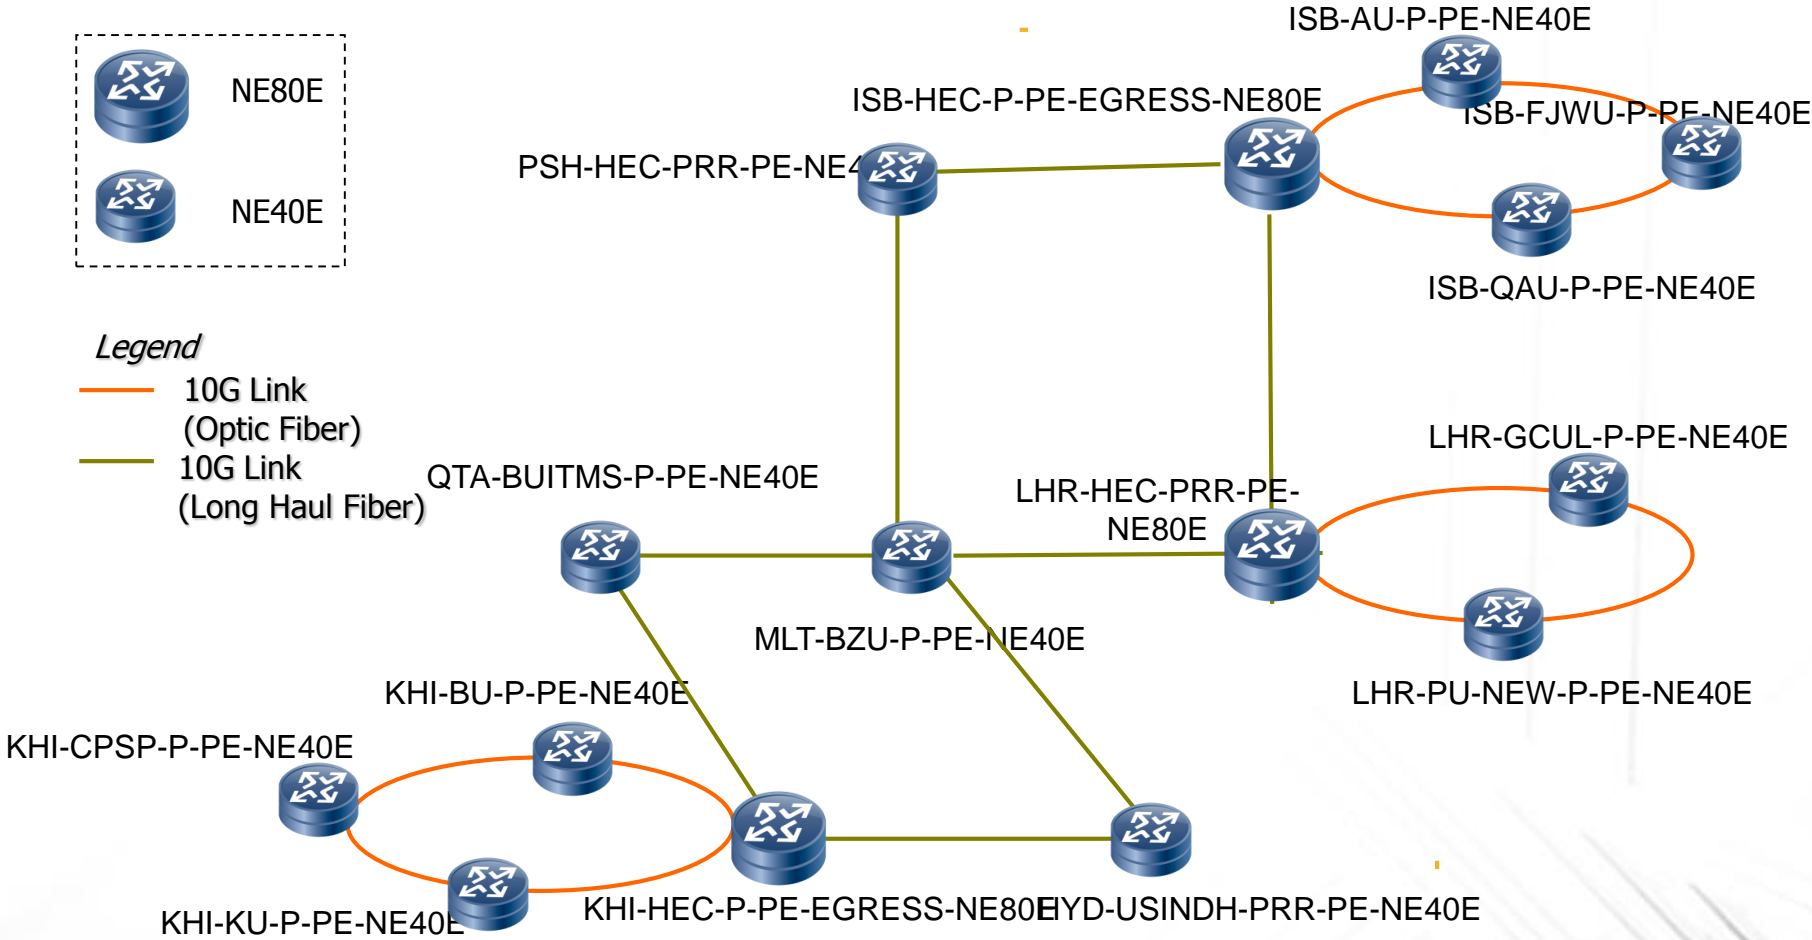 ISB-AU-P-PE-NE40E
NE80E
ISB-HEC-P-PE-EGRESS-NE80E
ISB-FJWU-P-PE-NE40E
PSH-HEC-PRR-PE-NE4
NE40E
ISB-QAU-P-PE-NE40E
Legend
10G Link
(Optic Fiber)
10G Link
(Long Haul Fiber)
QTA-BUITMS-P-PE-NE40E
LHR-GCUL-P-PE-NE40E
LHR-HEC-PRR-PE-
NE80E
MLT-BZU-P-PE-NE40E
KHI-BU-P-PE-NE40E
LHR-PU-NEW-P-PE-NE40E
KHI-CPSP-P-PE-NE40E
KHI-KU-P-PE-NE40E
KHI-HEC-P-PE-EGRESS-NE80E
HYD-USINDH-PRR-PE-NE40E